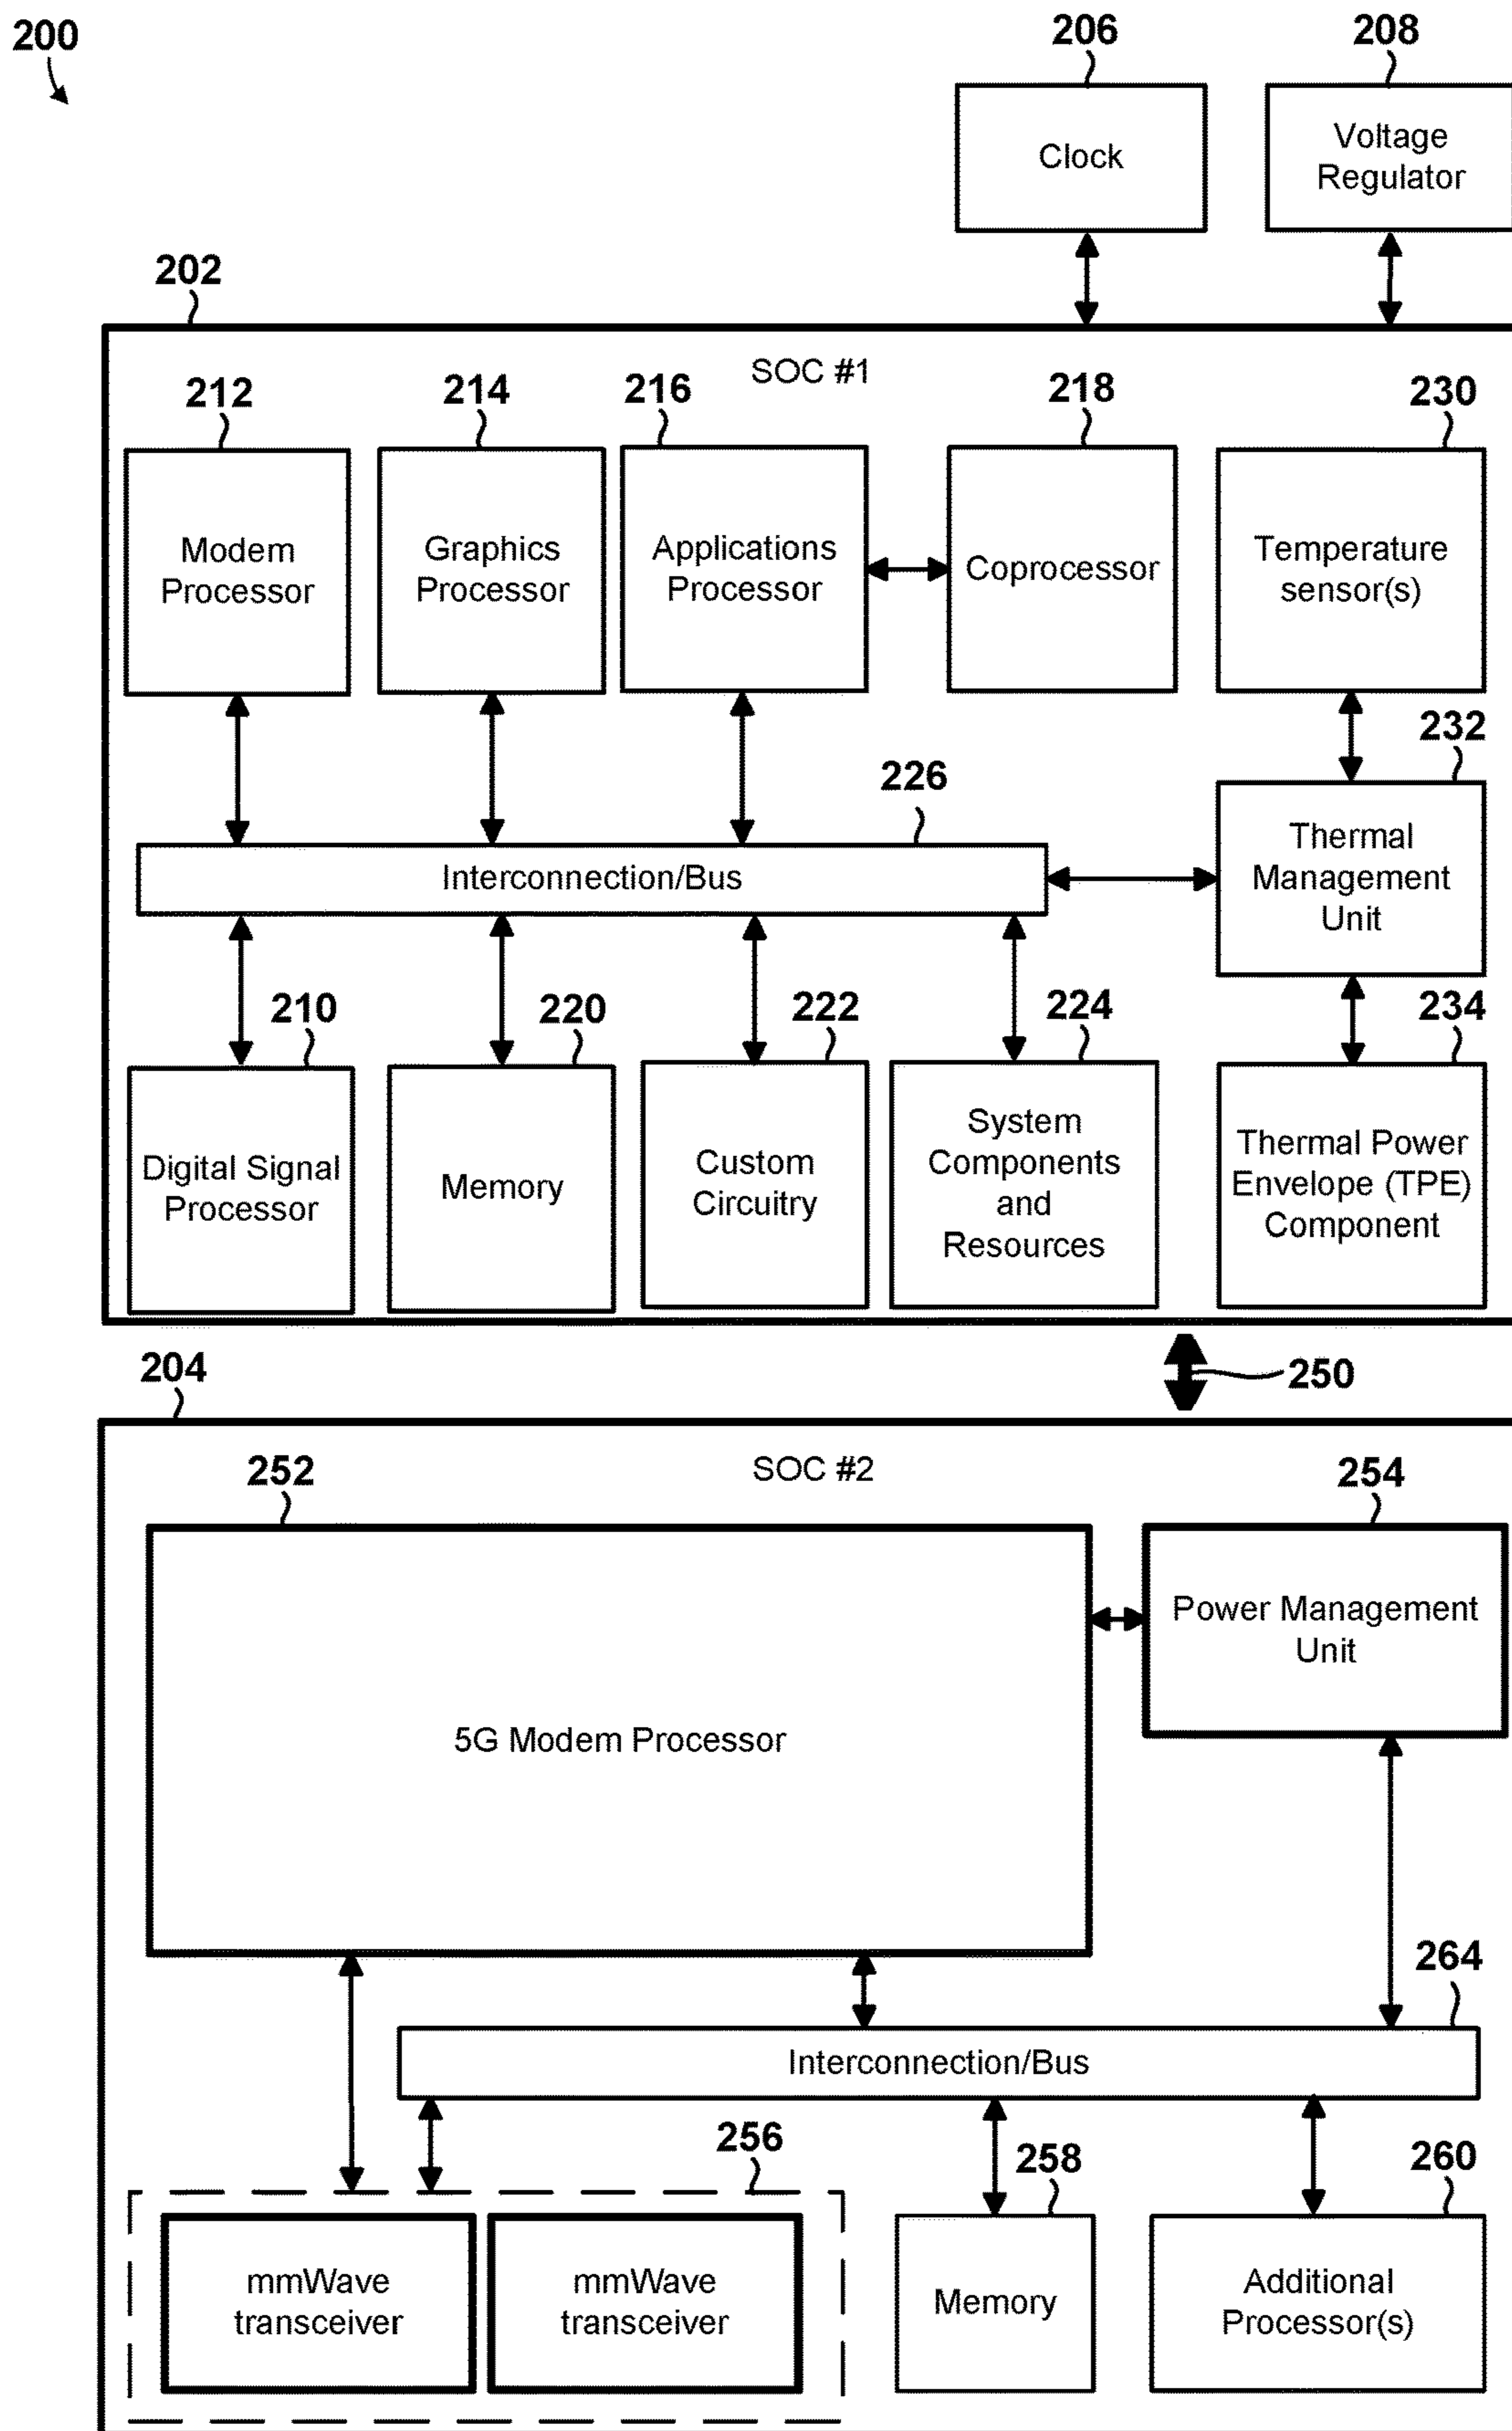 200
206
208
Clock
Voltage
Regulator
202
SOC #1
212
214
216
218
230
Modem
Processor
Graphics
Processor
Applications
Processor
Coprocessor
Temperature
sensor(s)
232
226
Interconnection/Bus
Thermal
Management
Unit
210
220
222
224
234
Digital Signal
Processor
Memory
Custom
Circuitry
System
Components
and
Resources
Thermal Power
Envelope (TPE)
Component
204
250
SOC #2
252
254
5G Modem Processor
Power Management
Unit
264
Interconnection/Bus
256
258
260
mmWave
transceiver
mmWave
transceiver
Memory
Additional
Processor(s)